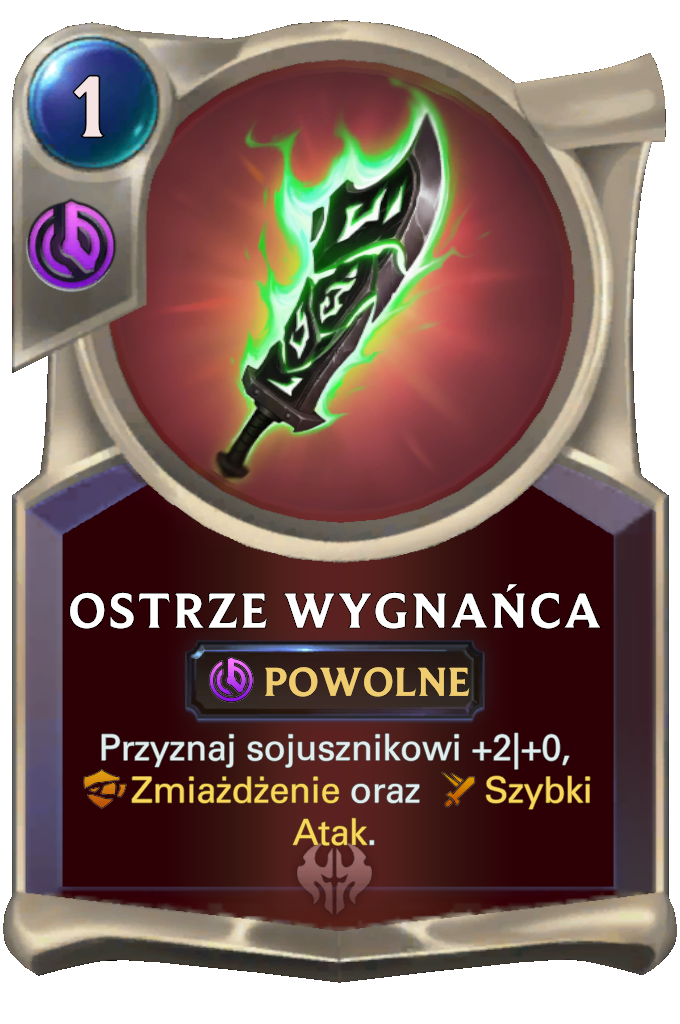 1
OSTRZE WYGNAŃCA
POWOLNE
Przyznaj sojusznikowi +2|+0,
Zmiażdżenie oraz Szybki
Atak.